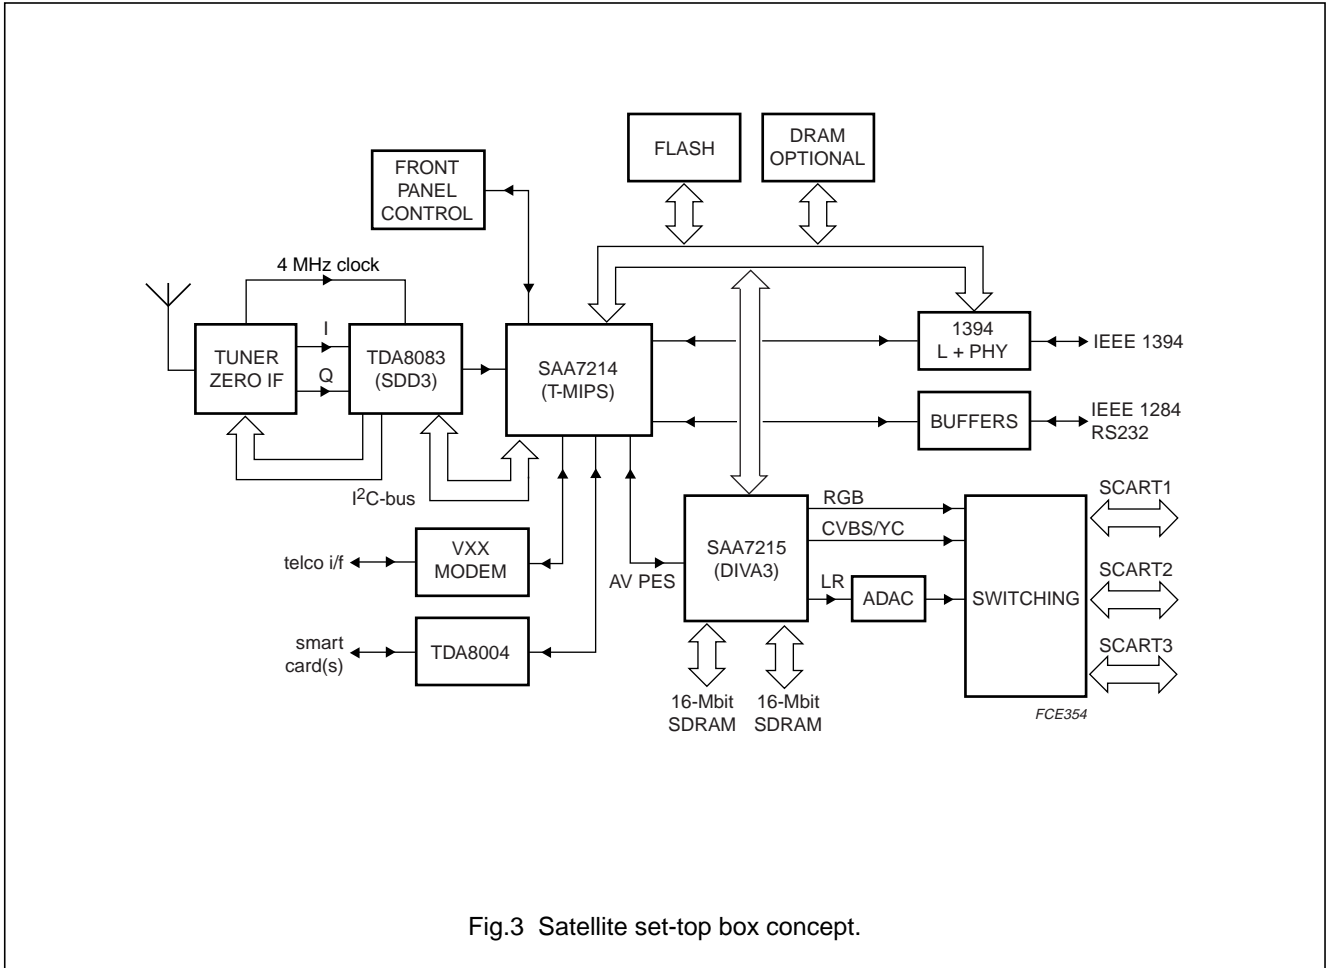 FLASH
DRAM
OPTIONAL
FRONT
PANEL
CONTROL
4 MHz clock
I
Q
TUNER
ZERO IF
TDA8083
(SDD3)
SAA7214
(T-MIPS)
1394
L + PHY
IEEE 1394
BUFFERS
IEEE 1284
RS232
I2C-bus
telco i/f
VXX
MODEM
smart
card(s)
TDA8004
AV PES
SAA7215
(DIVA3)
RGB
CVBS/YC
LR
ADAC
SWITCHING
SCART1
SCART2
SCART3
16-Mbit
SDRAM
16-Mbit
SDRAM
FCE354
Fig.3 Satellite set-top box concept.